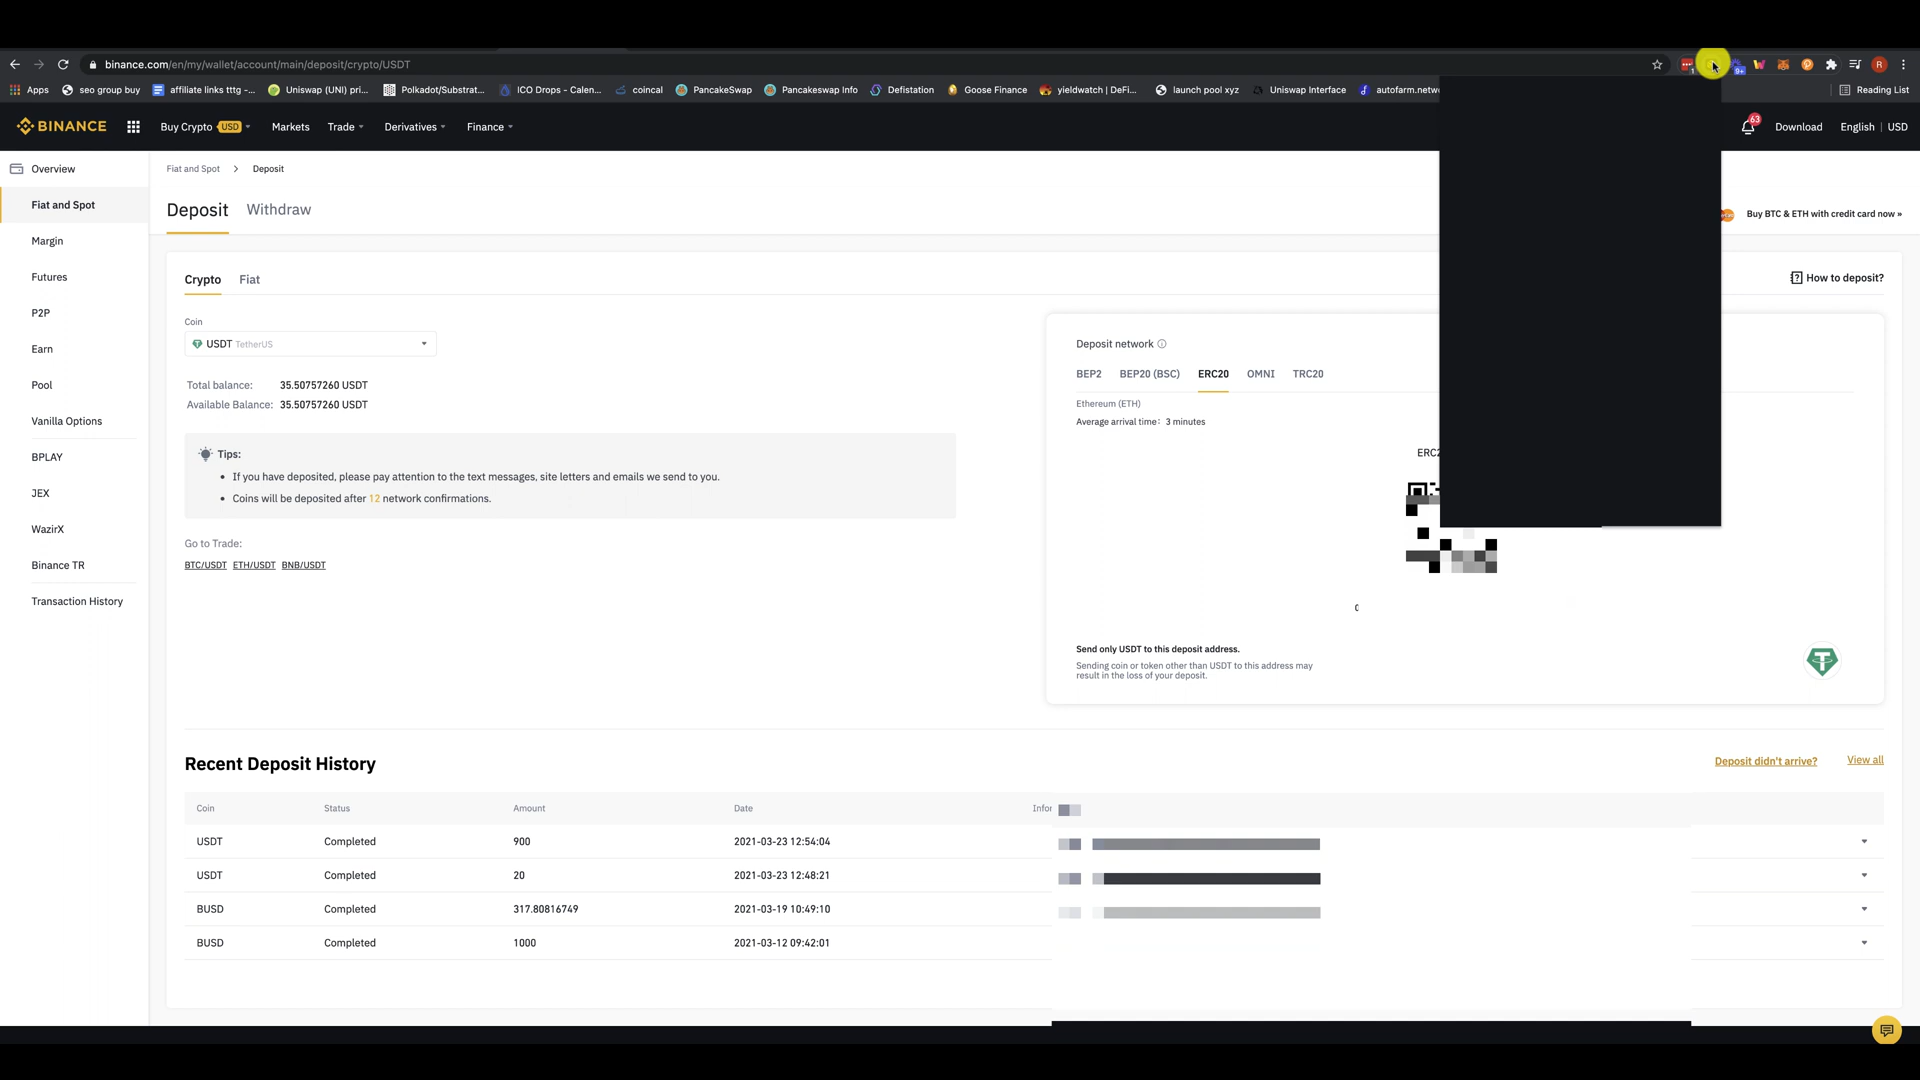 binance.com/en/my/wallet/account/main/deposit/crypto/USDT
1
9+
R
Apps
seo group buy
affiliate links tttg -...
Uniswap (UNI) pri...
Polkadot/Substrat...
ICO Drops - Calen...
coincal
PancakeSwap
Pancakeswap Info
Defistation
Goose Finance
yieldwatch | DeFi...
launch pool xyz
Uniswap Interface
autofarm.netwo
Reading List
BINANCE
Buy Crypto USD
Markets
Trade
Derivatives
Finance
63
Download
English | USD
Overview
Fiat and Spot
Margin
Futures
P2P
Earn
Pool
Vanilla Options
BPLAY
JEX
WazirX
Binance TR
Transaction History
Fiat and Spot > Deposit
Deposit Withdraw
Buy BTC & ETH with credit card now »
Crypto Fiat
How to deposit?
Coin
USDT TetherUS
Total balance: 35.50757260 USDT
Available Balance: 35.50757260 USDT
Tips:
• If you have deposited, please pay attention to the text messages, site letters and emails we send to you.
• Coins will be deposited after 12 network confirmations.
Go to Trade:
BTC/USDT ETH/USDT BNB/USDT
Deposit network
BEP2 BEP20 (BSC) ERC20 OMNI TRC20
Ethereum (ETH)
Average arrival time: 3 minutes
ERC2
Send only USDT to this deposit address.
Sending coin or token other than USDT to this address may
result in the loss of your deposit.
Recent Deposit History
Deposit didn't arrive? View all
Coin Status Amount Date Infor
USDT Completed 900 2021-03-23 12:54:04
USDT Completed 20 2021-03-23 12:48:21
BUSD Completed 317.80816749 2021-03-19 10:49:10
BUSD Completed 1000 2021-03-12 09:42:01